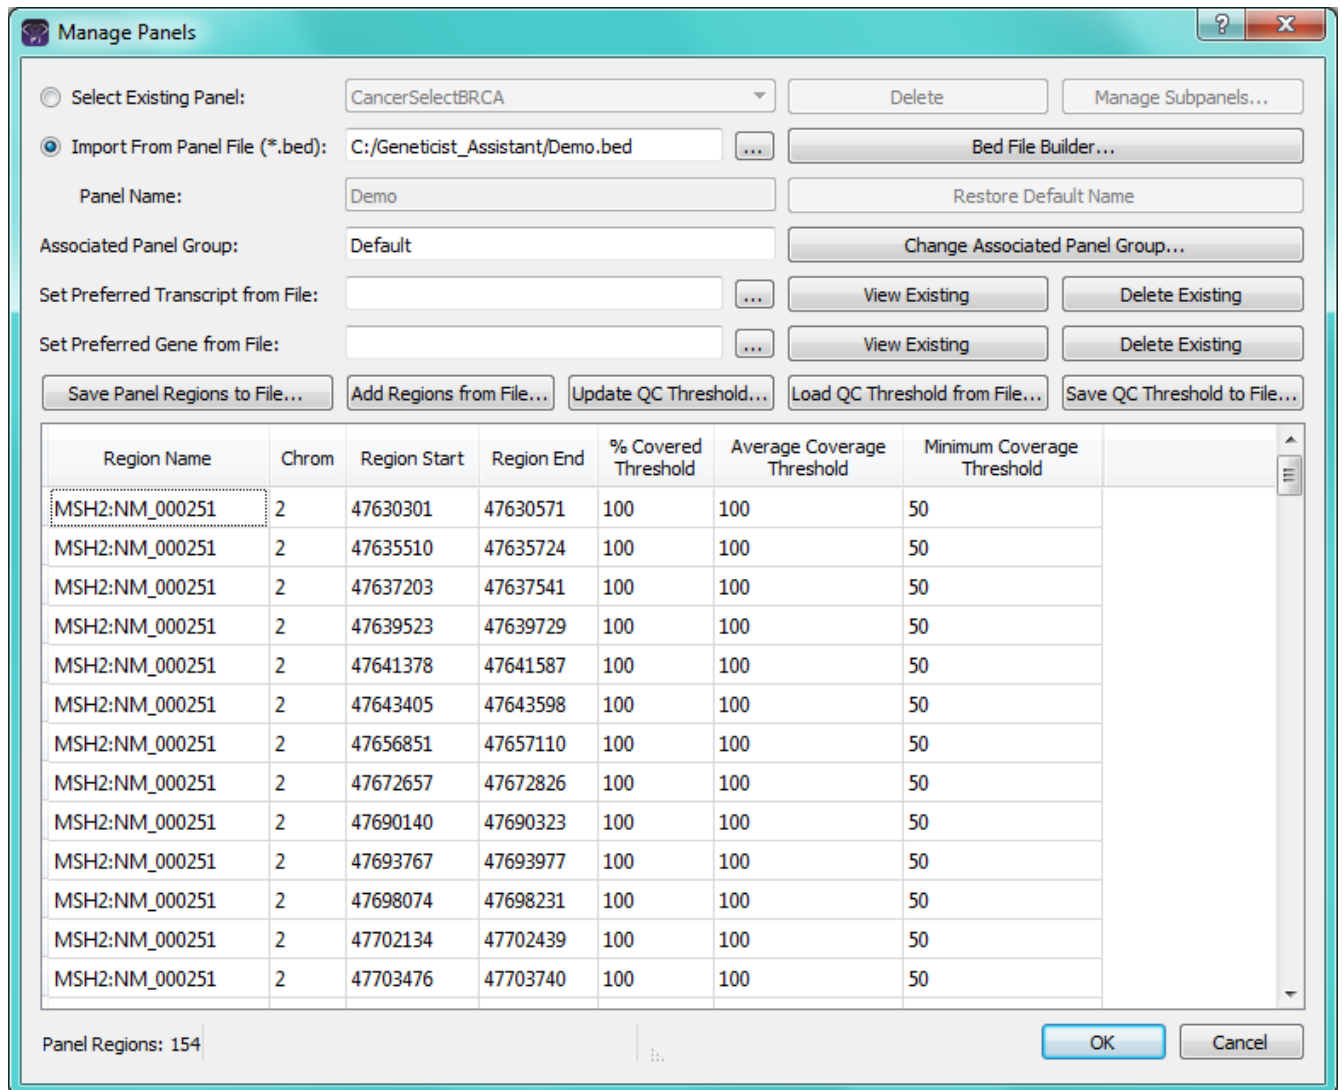 Manage Panels
Select Existing Panel: CancerSelectBRCA Delete Manage Subpanels...
Import From Panel File (*.bed): C:/Geneticist_Assistant/Demo.bed ... Bed File Builder...
Panel Name: Demo Restore Default Name
Associated Panel Group: Default Change Associated Panel Group...
Set Preferred Transcript from File: ... View Existing Delete Existing
Set Preferred Gene from File: ... View Existing Delete Existing
Save Panel Regions to File... Add Regions from File... Update QC Threshold... Load QC Threshold from File... Save QC Threshold to File...
Region Name Chrom Region Start Region End % Covered Threshold Average Coverage Threshold Minimum Coverage Threshold
MSH2:NM_000251 2 47630301 47630571 100 100 50
MSH2:NM_000251 2 47635510 47635724 100 100 50
MSH2:NM_000251 2 47637203 47637541 100 100 50
MSH2:NM_000251 2 47639523 47639729 100 100 50
MSH2:NM_000251 2 47641378 47641587 100 100 50
MSH2:NM_000251 2 47643405 47643598 100 100 50
MSH2:NM_000251 2 47656851 47657110 100 100 50
MSH2:NM_000251 2 47672657 47672826 100 100 50
MSH2:NM_000251 2 47690140 47690323 100 100 50
MSH2:NM_000251 2 47693767 47693977 100 100 50
MSH2:NM_000251 2 47698074 47698231 100 100 50
MSH2:NM_000251 2 47702134 47702439 100 100 50
MSH2:NM_000251 2 47703476 47703740 100 100 50
Panel Regions: 154 OK Cancel